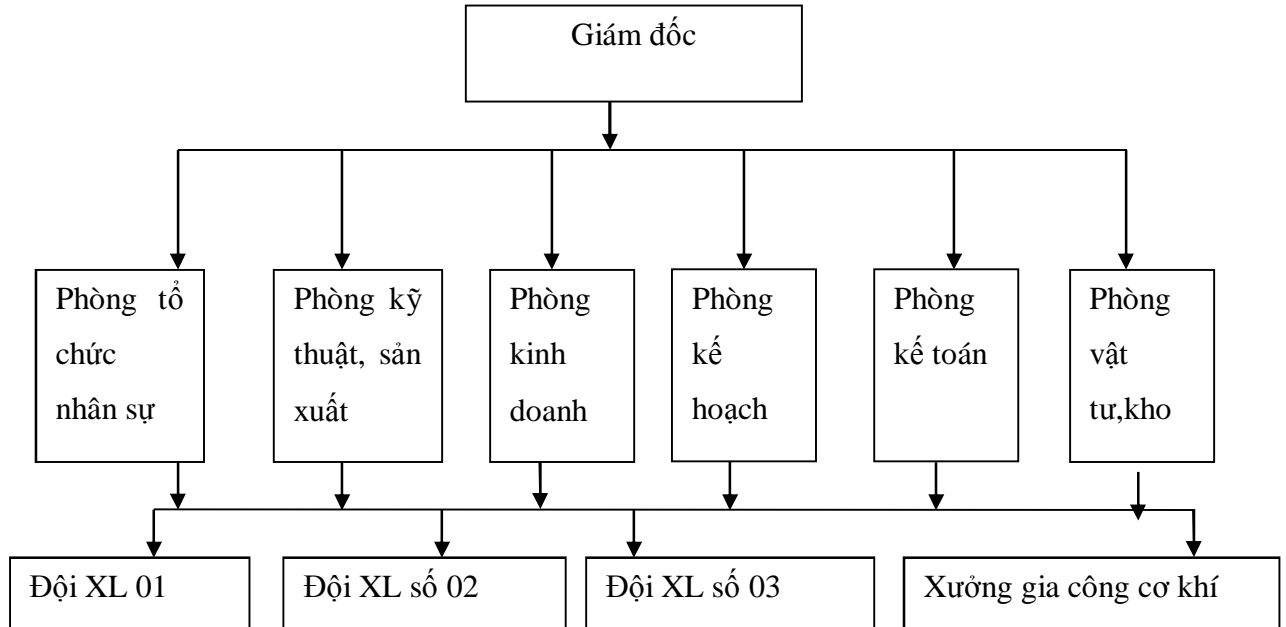 Giám đốc
Phòng tổ
chức
nhân sự
Phòng kỹ
thuật, sản
xuất
Phòng
kinh
doanh
Phòng
kế
hoạch
Phòng
kế toán
Phòng
vật
tư,kho
Đội XL 01
Đội XL số 02
Đội XL số 03
Xưởng gia công cơ khí